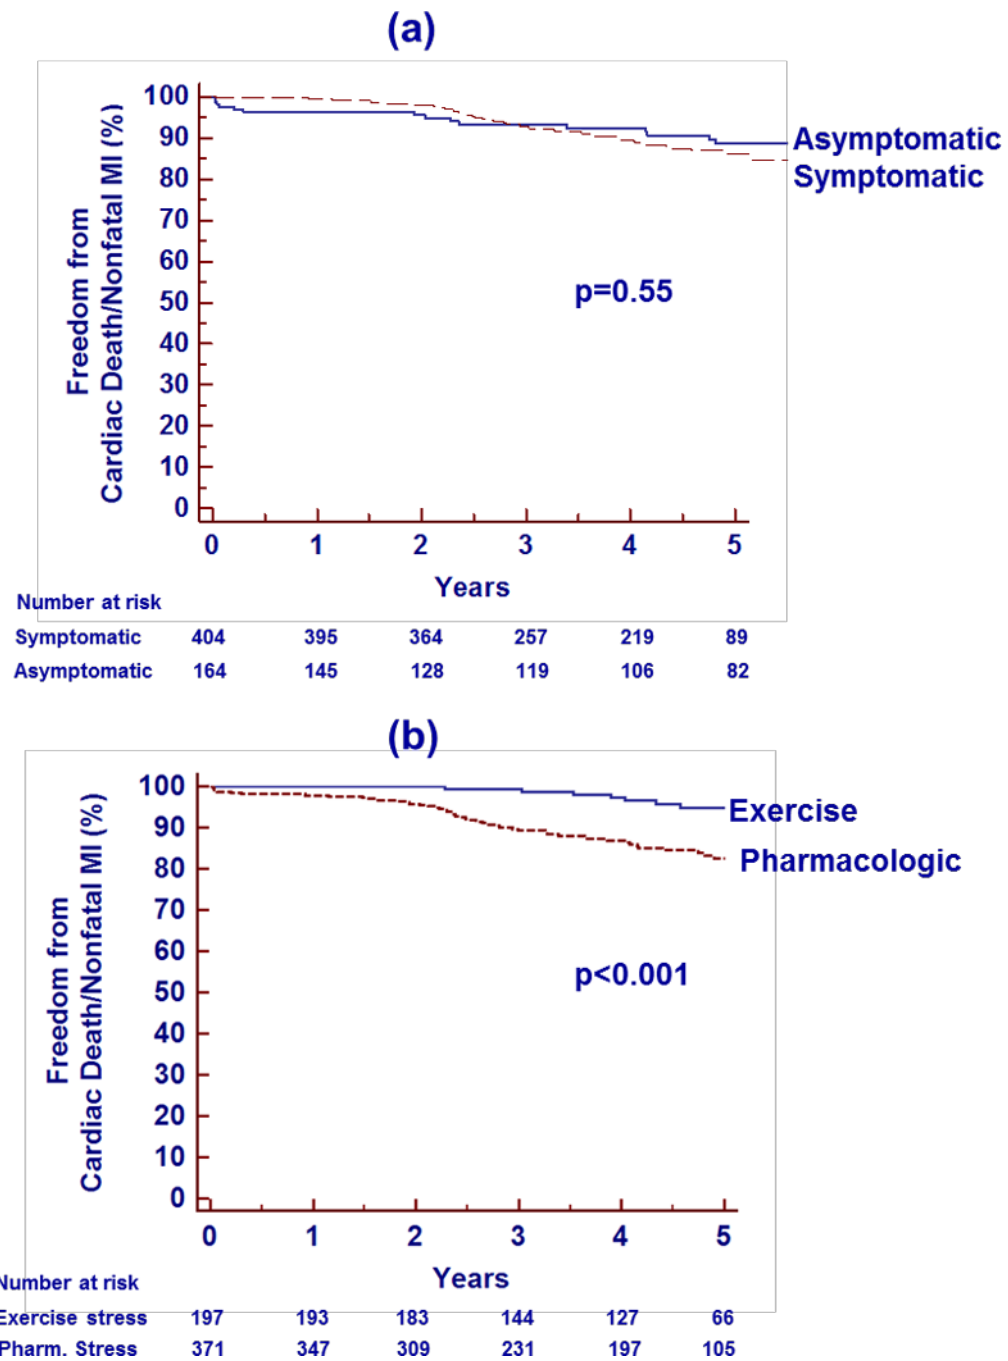 (a)
Freedom from
Cardiac Death/Nonfatal MI (%)
100
90
80
70
60
50
40
30
20
10
0
Asymptomatic
Symptomatic
p=0.55
0 1 2 3 4 5
Years
Number at risk
Symptomatic 404 395 364 257 219 89
Asymptomatic 164 145 128 119 106 82
(b)
Freedom from
Cardiac Death/Nonfatal MI (%)
100
90
80
70
60
50
40
30
20
10
0
Exercise
Pharmacologic
p<0.001
0 1 2 3 4 5
Years
Number at risk
Exercise stress 197 193 183 144 127 66
Pharm. Stress 371 347 309 231 197 105